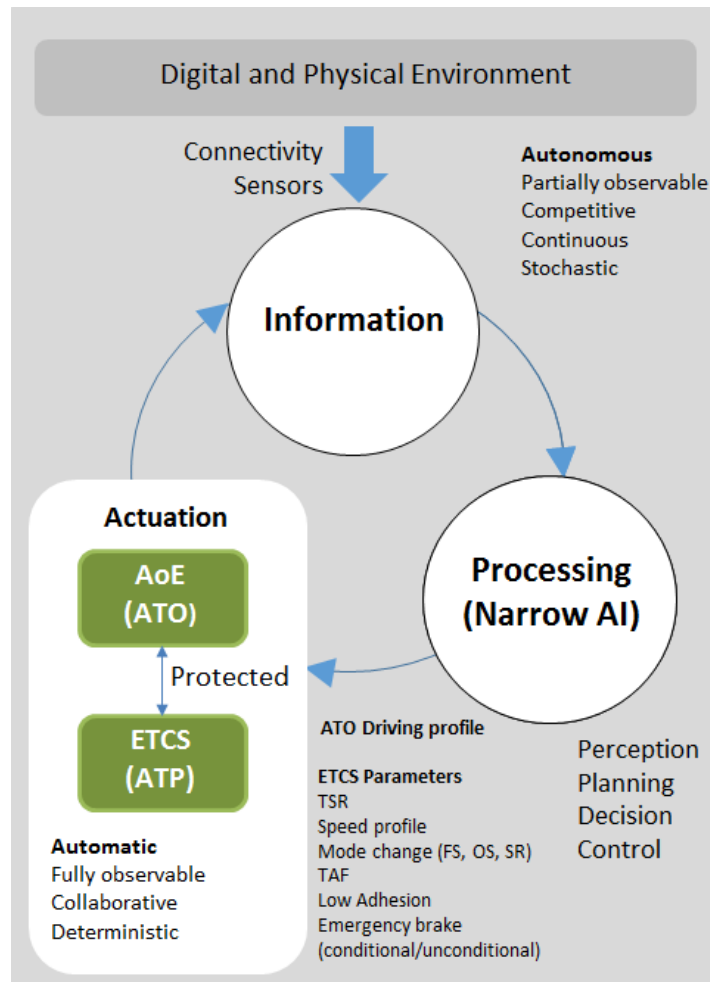 Digital and Physical Environment
Connectivity
Sensors
Autonomous
Partially observable
Competitive
Continuous
Stochastic
Information
Processing
(Narrow AI)
Actuation
AoE
(ATO)
Protected
ETCS
(ATP)
Automatic
Fully observable
Collaborative
Deterministic
ATO Driving profile
ETCS Parameters
TSR
Speed profile
Mode change (FS, OS, SR)
TAF
Low Adhesion
Emergency brake
(conditional/unconditional)
Perception
Planning
Decision
Control